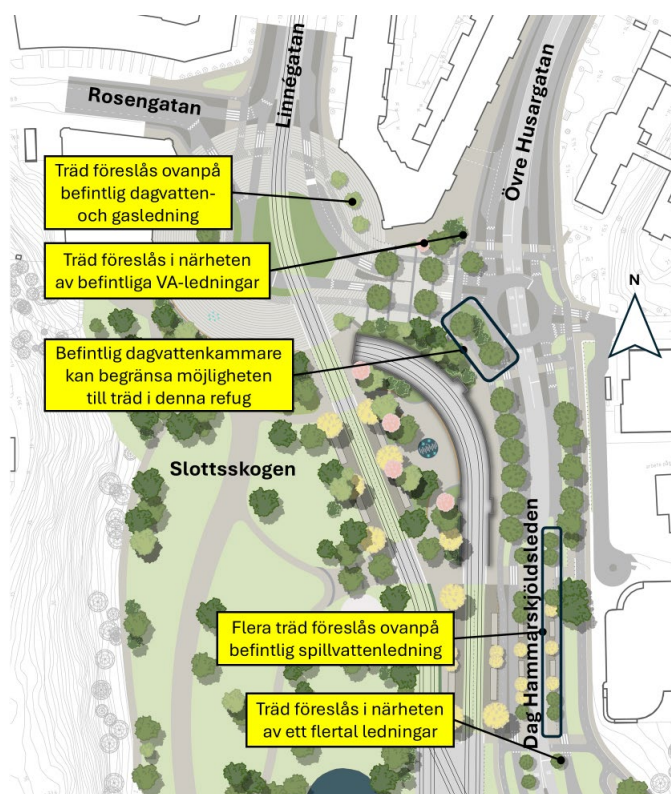 Linnégatan
Övre Husargatan
Rosengatan
Träd föreslås ovanpå
befintlig dagvatten-
och gasledning
Träd föreslås i närheten
av befintliga VA-ledningar
N
Befintlig dagvattenkammare
kan begränsa möjligheten
till träd i denna refug
Slottsskogen
Dag Hammarskjöldsleden
Flera träd föreslås ovanpå
befintlig spillvattenledning
Träd föreslås i närheten
av ett flertal ledningar